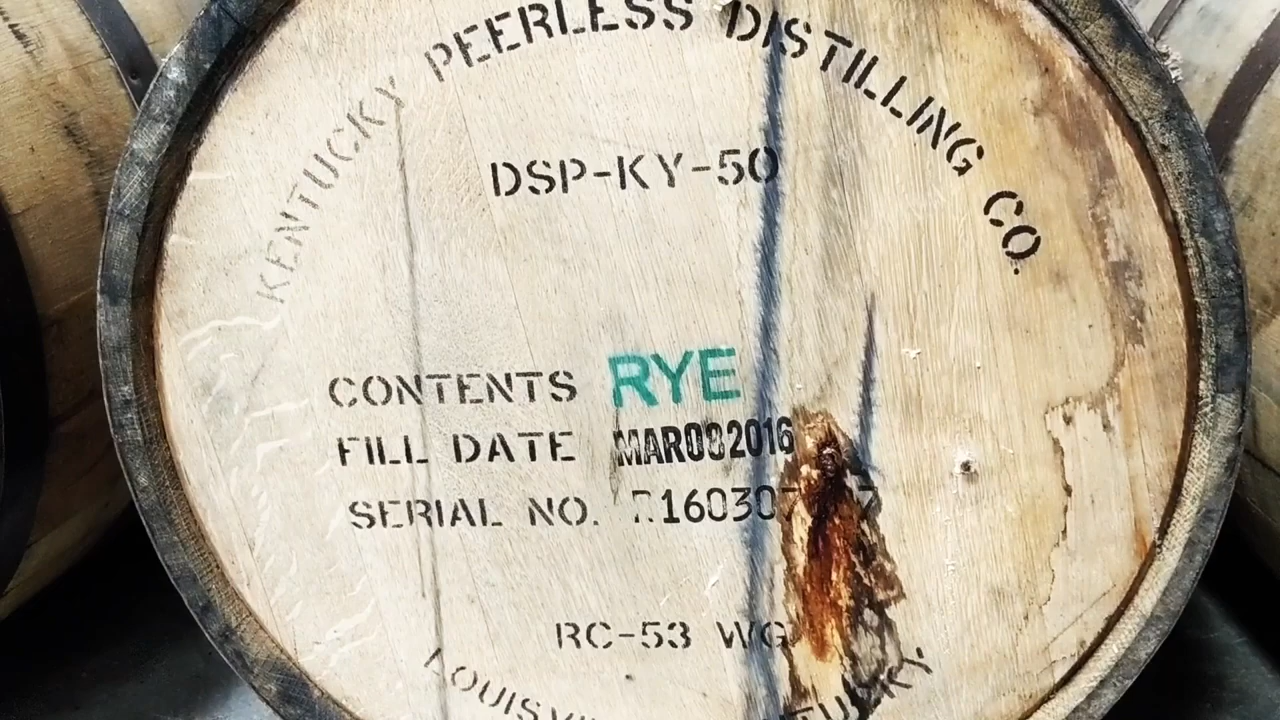 KENTUCKY PEERLESS DISTILLING CO.
DSP-KY-50
CONTENTS RYE
FILL DATE MAR082016
SERIAL NO.
RC-53 WG